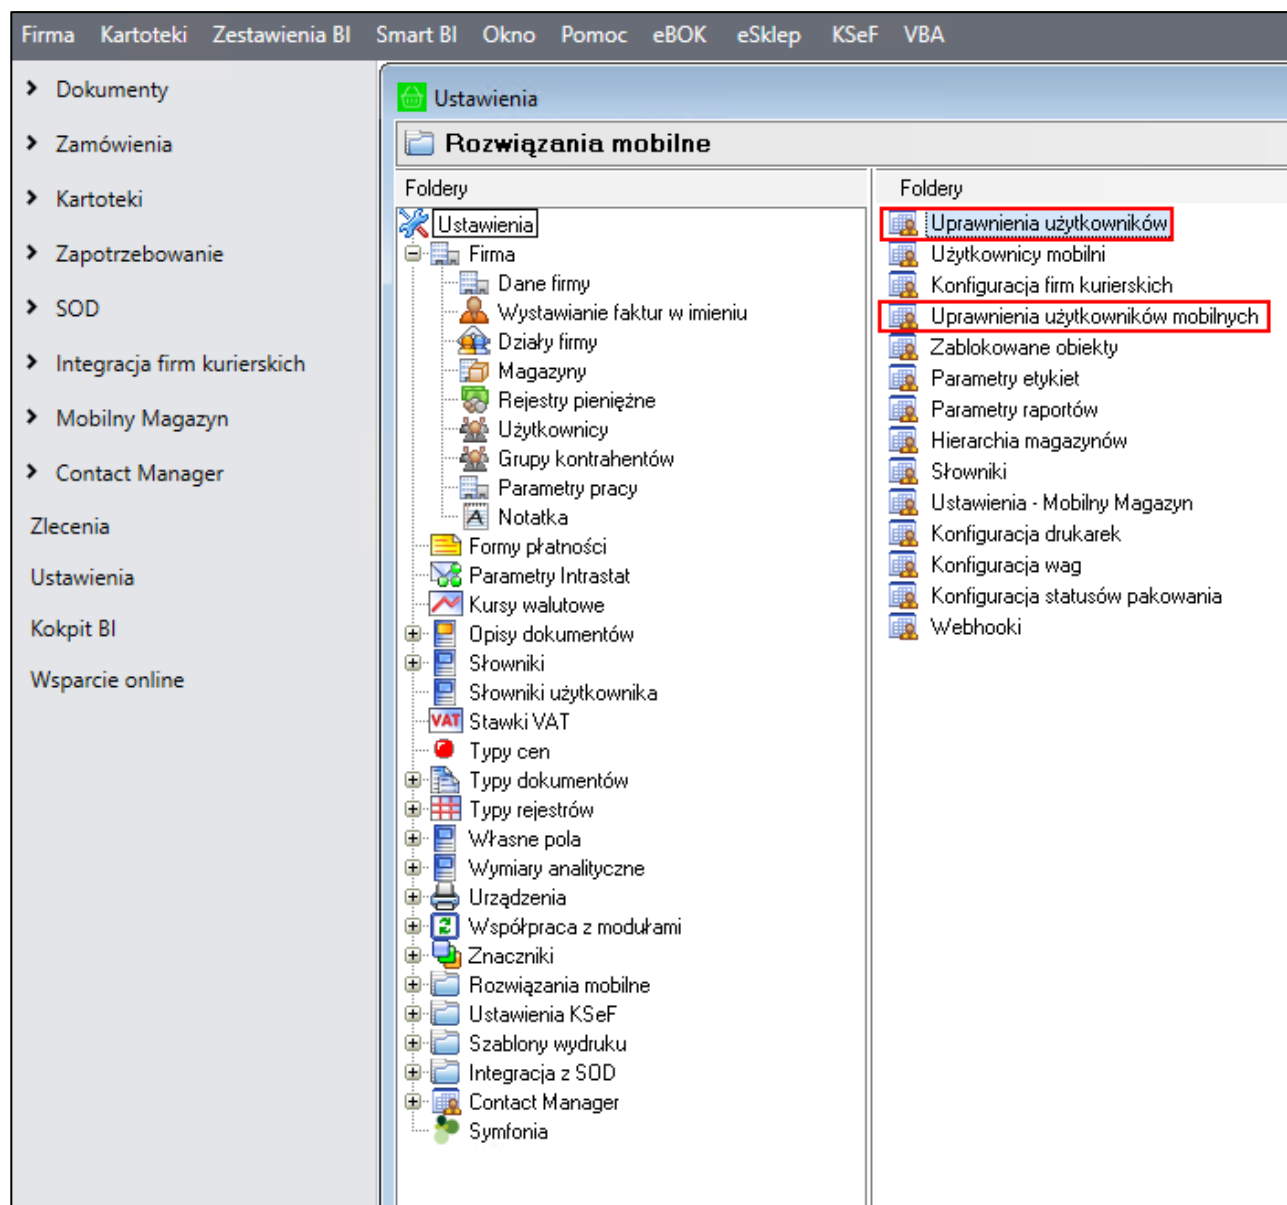 Firma Kartoteki Zestawienia BI Smart BI Okno Pomoc eBOK eSklep KSeF VBA
Dokumenty
Zamówienia
Kartoteki
Zapotrzebowanie
SOD
Integracja firm kurierskich
Mobilny Magazyn
Contact Manager
Zlecenia
Ustawienia
Kokpit BI
Wsparcie online
Ustawienia
Rozwiązania mobilne
Foldery
Ustawienia
Firma
Dane firmy
Wystawianie faktur w imieniu
Działy firmy
Magazyny
Rejestry pieniężne
Użytkownicy
Grupy kontrahentów
Parametry pracy
Notatka
Formy płatności
Parametry Intrastat
Kursy walutowe
Opisy dokumentów
Słowniki
Słowniki użytkownika
VAT Stawki VAT
Typy cen
Typy dokumentów
Typy rejestrów
Własne pola
Wymiary analityczne
Urządzenia
Współpraca z modułami
Znaczniki
Rozwiązania mobilne
Ustawienia KSeF
Szablony wydruku
Integracja z SOD
Contact Manager
Symfonia
Foldery
Uprawnienia użytkowników
Użytkownicy mobilni
Konfiguracja firm kurierskich
Uprawnienia użytkowników mobilnych
Zablokowane obiekty
Parametry etykiet
Parametry raportów
Hierarchia magazynów
Słowniki
Ustawienia - Mobilny Magazyn
Konfiguracja drukarek
Konfiguracja wag
Konfiguracja statusów pakowania
Webhooki